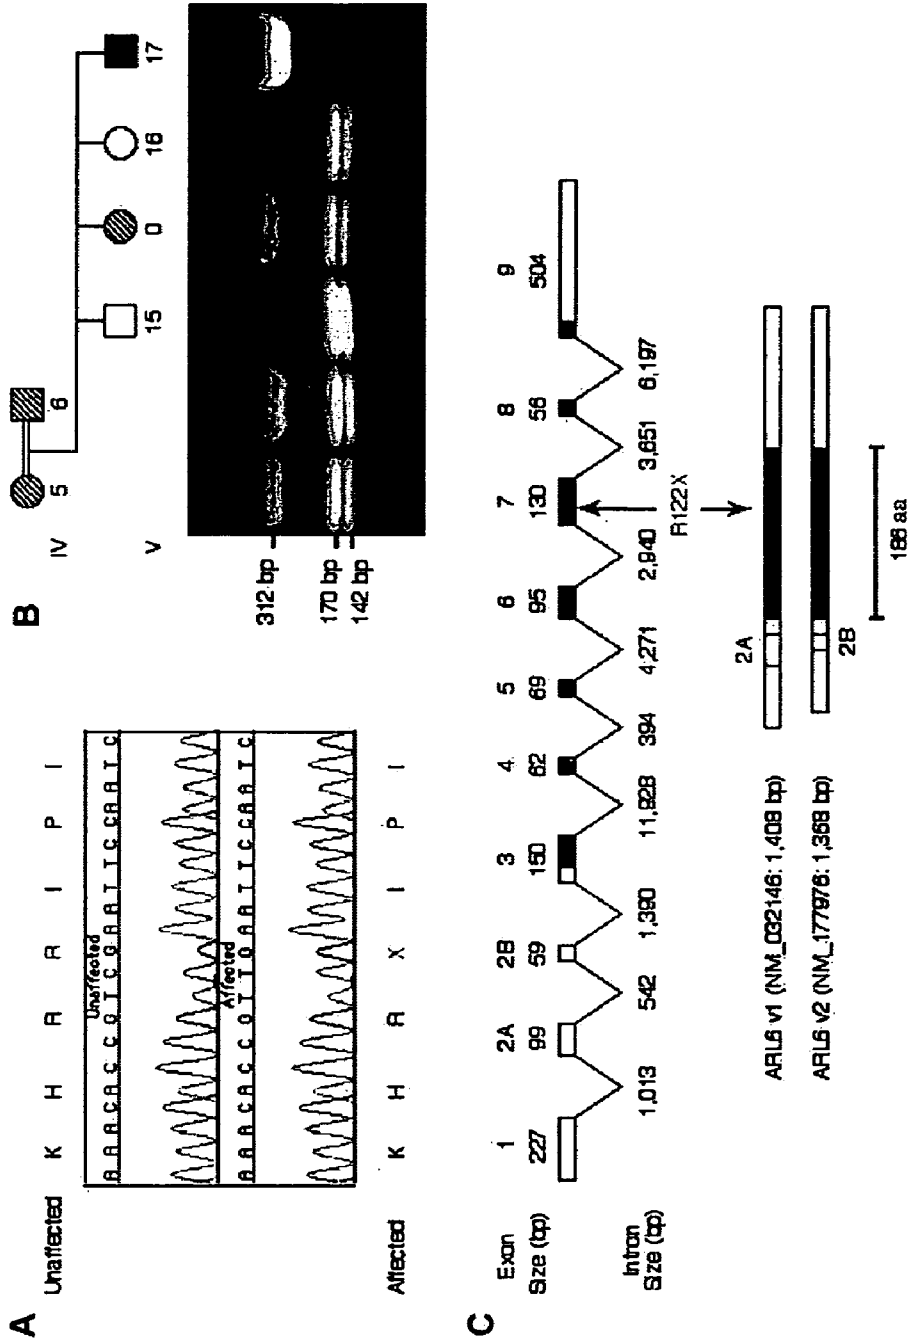 A
Unaffected K H R R I P I
Unaffected
A A A C A C C G T C G A A T T C C A A T C
Affected
A A A C A C C G T T G A A T T C C A A T C
Affected K H R X I P I
B
IV 5 6
V 15 0 16 17
312 bp
170 bp
142 bp
C
Exon 1 2A 2B 3 4 5 6 7 8 9
Size (bp) 227 99 59 150 62 69 95 130 56 504
Intron
Size (bp) 1,013 542 1,390 11,928 394 4,271 2,940 3,651 6,197
R122X
2A
ARL6 v1 (NM_032146: 1,408 bp)
ARL6 v2 (NM_177976: 1,368 bp)
2B
186 aa